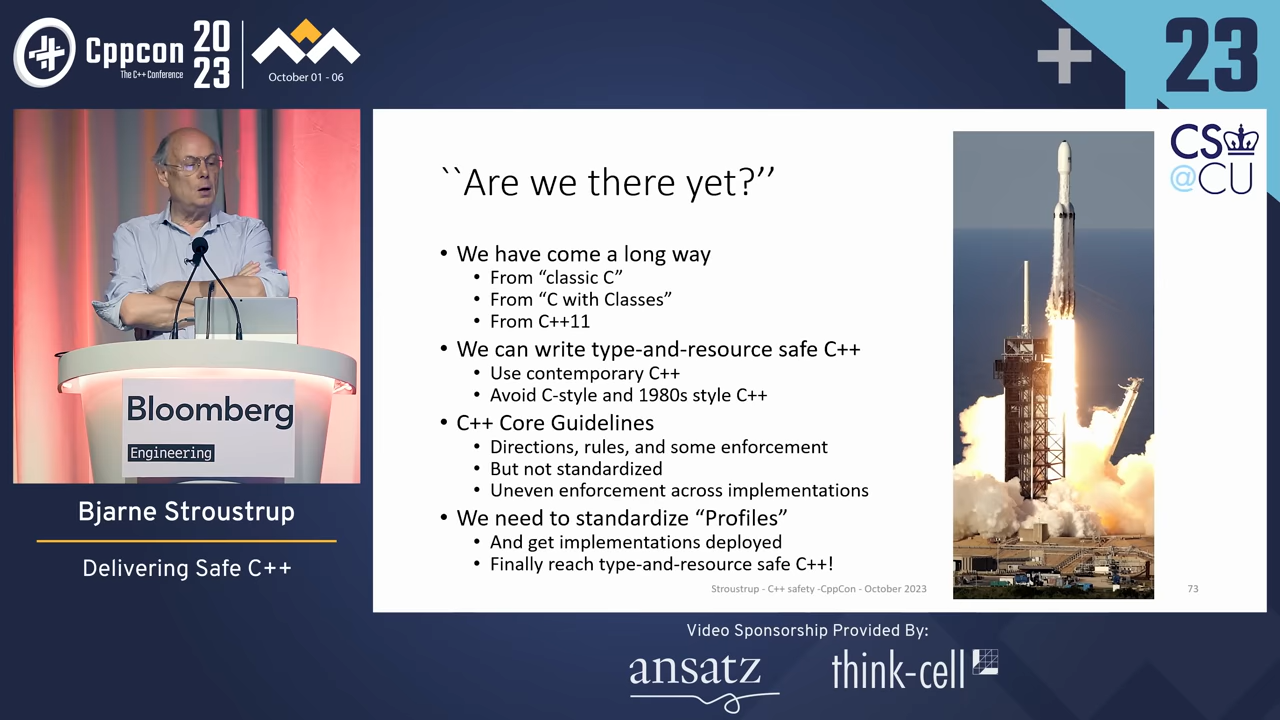 Cppcon
The C++ Conference
20
23
October 01 - 06
+
23
CS
@CU
``Are we there yet?’’
• We have come a long way
• From “classic C”
• From “C with Classes”
• From C++11
• We can write type-and-resource safe C++
• Use contemporary C++
• Avoid C-style and 1980s style C++
• C++ Core Guidelines
• Directions, rules, and some enforcement
• But not standardized
• Uneven enforcement across implementations
• We need to standardize “Profiles”
• And get implementations deployed
• Finally reach type-and-resource safe C++!
Stroustrup - C++ safety -CppCon - October 2023
73
Bloomberg
Engineering
Bjarne Stroustrup
Delivering Safe C++
Video Sponsorship Provided By:
ansatz
think-cell